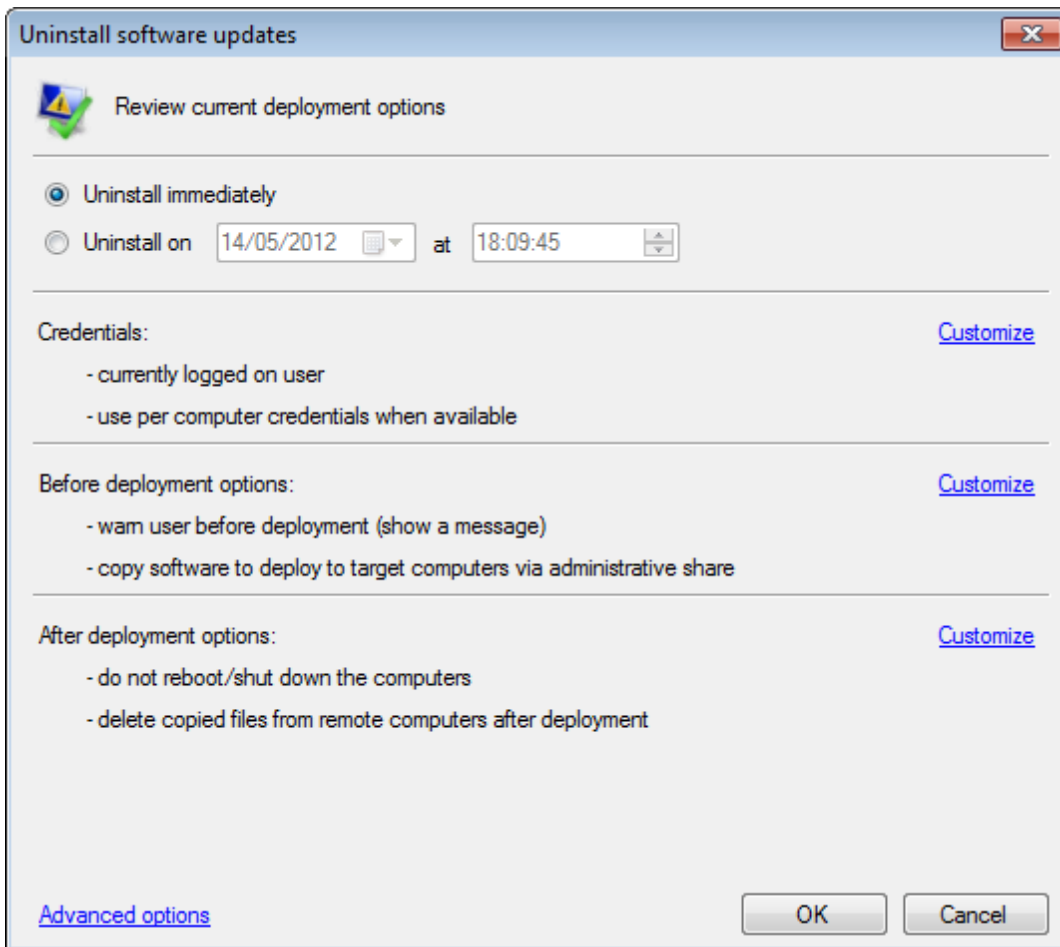 Uninstall software updates
Review current deployment options
Uninstall immediately
Uninstall on 14/05/2012 at 18:09:45
Credentials: Customize
- currently logged on user
- use per computer credentials when available
Before deployment options: Customize
- warn user before deployment (show a message)
- copy software to deploy to target computers via administrative share
After deployment options: Customize
- do not reboot/shut down the computers
- delete copied files from remote computers after deployment
Advanced options OK Cancel